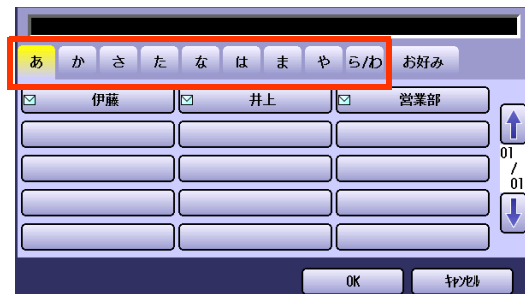 あ か さ た な は ま や ら/わ お好み
伊藤 井上 営業部
01
/
01
OK ｷｬﾝｾﾙ